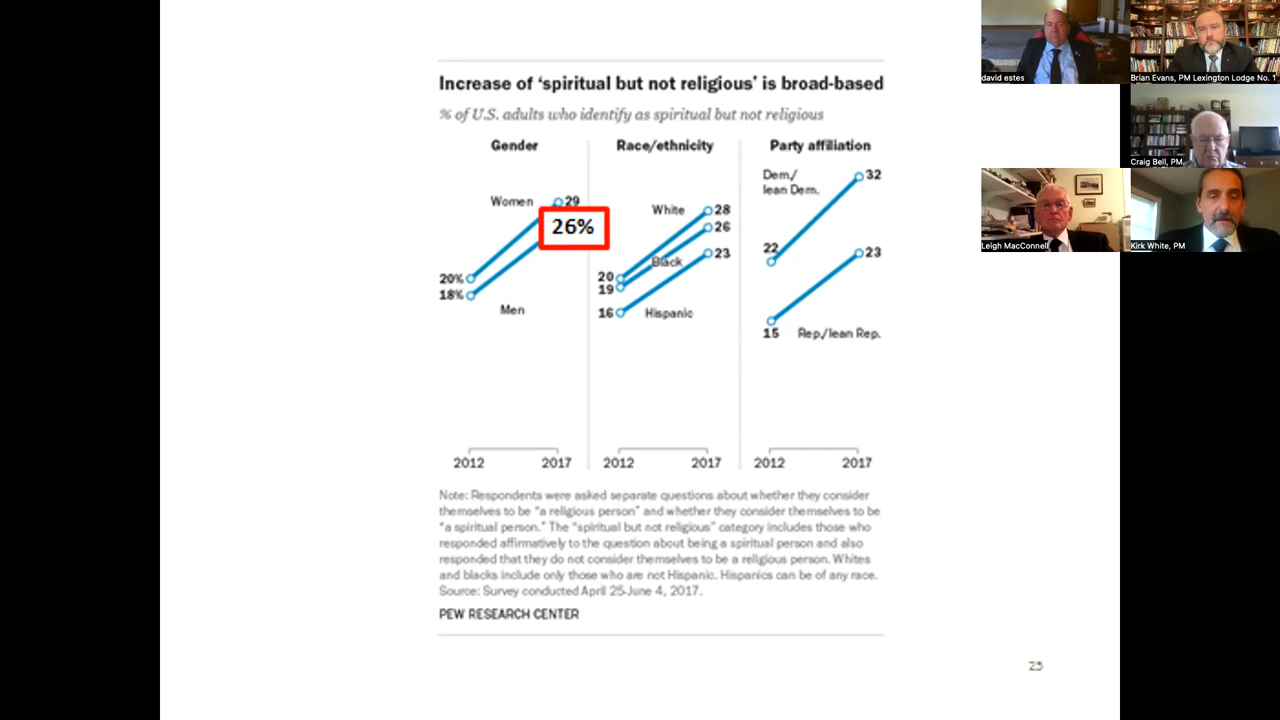 Increase of 'spiritual but not religious' is broad-based
% of U.S. adults who identify as spiritual but not religious
Gender
Women
29
26%
20%
18%
Men
2012
2017
Race/ethnicity
White
28
26
Black
23
20
19
16
Hispanic
2012
2017
Party affiliation
Dem./
lean Dem.
32
22
23
15
Rep./lean Rep.
2012
2017
Note: Respondents were asked separate questions about whether they consider
themselves to be "a religious person" and whether they consider themselves to be
"a spiritual person." The "spiritual but not religious" category includes those who
responded affirmatively to the question about being a spiritual person and also
responded that they do not consider themselves to be a religious person. Whites
and blacks include only those who are not Hispanic. Hispanics can be of any race.
Source: Survey conducted April 25-June 4, 2017.
PEW RESEARCH CENTER
23
david estes
Brian Evans, PM Lexington Lodge No. 1
Craig Bell, PM
Leigh MacConnell
Kirk White, PM